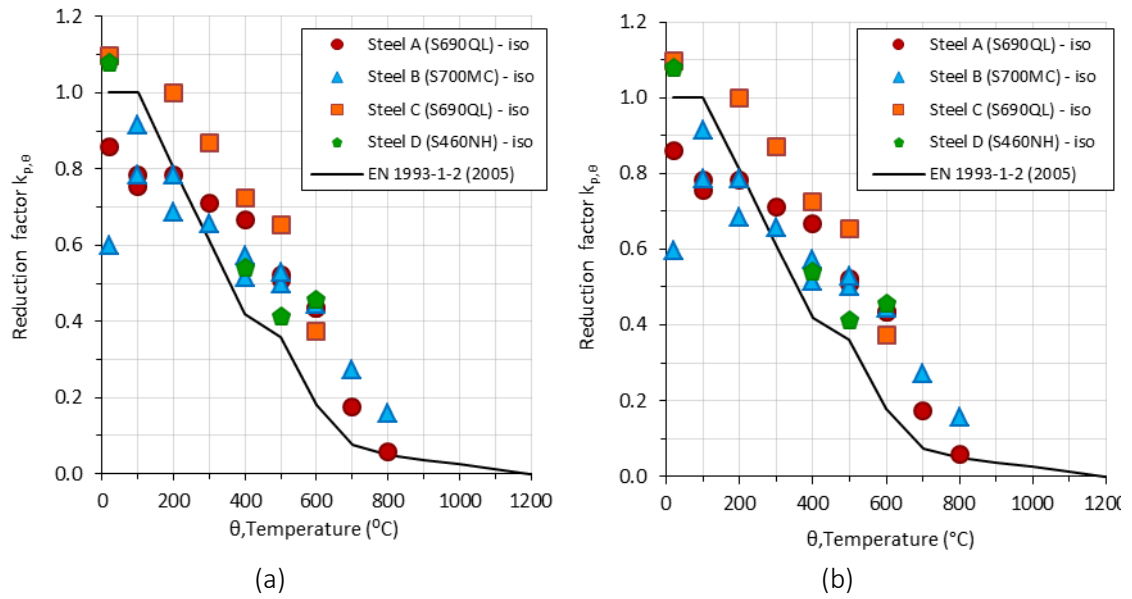 1.2
1.0
0.8
0.6
0.4
0.2
0.0
Reduction factor kp,θ
Steel A (S690QL) - iso
Steel B (S700MC) - iso
Steel C (S690QL) - iso
Steel D (S460NH) - iso
EN 1993-1-2 (2005)
0 200 400 600 800 1000 1200
θ,Temperature (⁰C)
(a)
1.2
1.0
0.8
0.6
0.4
0.2
0.0
Reduction factor kp,θ
Steel A (S690QL) - iso
Steel B (S700MC) - iso
Steel C (S690QL) - iso
Steel D (S460NH) - iso
EN 1993-1-2 (2005)
0 200 400 600 800 1000 1200
θ,Temperature (°C)
(b)